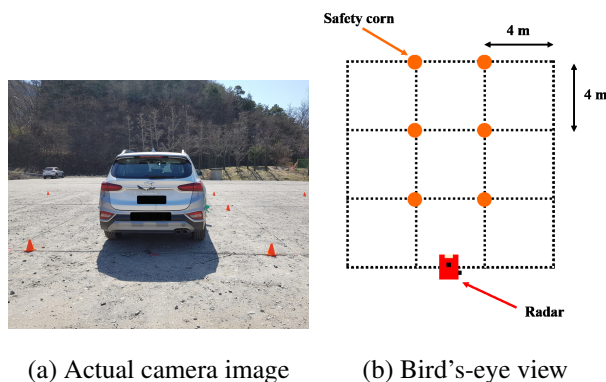 Safety corn
4 m
4 m
Radar
(a) Actual camera image
(b) Bird's-eye view